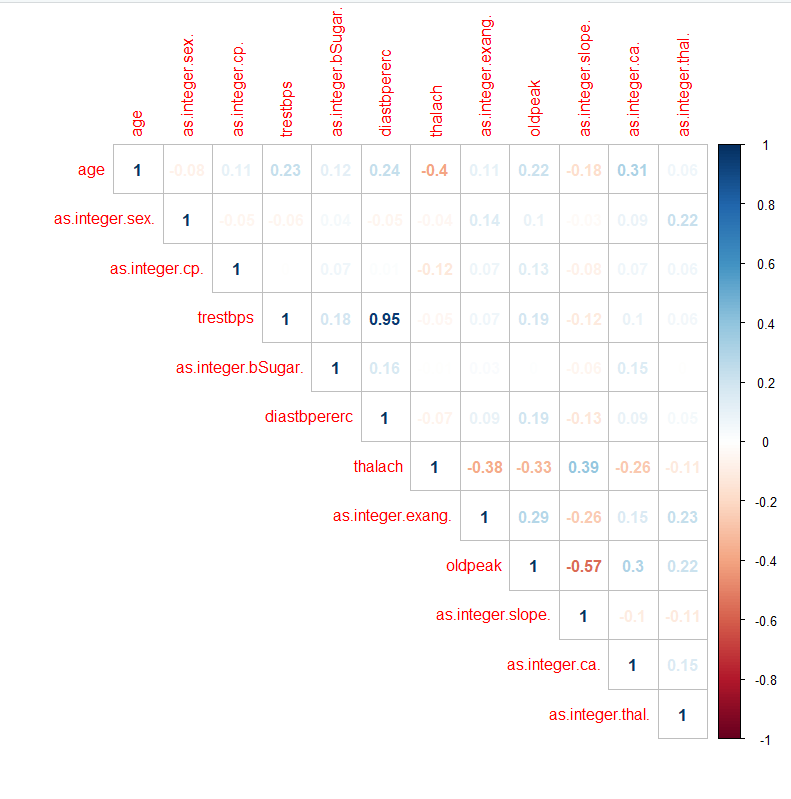 age
as.integer.sex.
as.integer.cp.
trestbps
as.integer.bSugar.
diastbpererc
thalach
as.integer.exang.
oldpeak
as.integer.slope.
as.integer.ca.
as.integer.thal.
age 1 -0.08 0.11 0.23 0.12 0.24 -0.4 0.11 0.22 -0.18 0.31 0.06
as.integer.sex. 1 -0.05 -0.06 0.04 -0.05 -0.04 0.14 0.1 -0.03 0.09 0.22
as.integer.cp. 1 0.07 -0.12 0.07 0.13 -0.08 0.07 0.06
trestbps 1 0.18 0.95 -0.06 0.07 0.19 -0.12 0.1 0.06
as.integer.bSugar. 1 0.16 0.03 -0.06 0.15
diastbpererc 1 -0.07 0.09 0.19 -0.13 0.09 0.05
thalach 1 -0.38 -0.33 0.39 -0.26 -0.11
as.integer.exang. 1 0.29 -0.26 0.15 0.23
oldpeak 1 -0.57 0.3 0.22
as.integer.slope. 1 -0.1 -0.11
as.integer.ca. 1 0.15
as.integer.thal. 1
1
0.8
0.6
0.4
0.2
0
-0.2
-0.4
-0.6
-0.8
-1